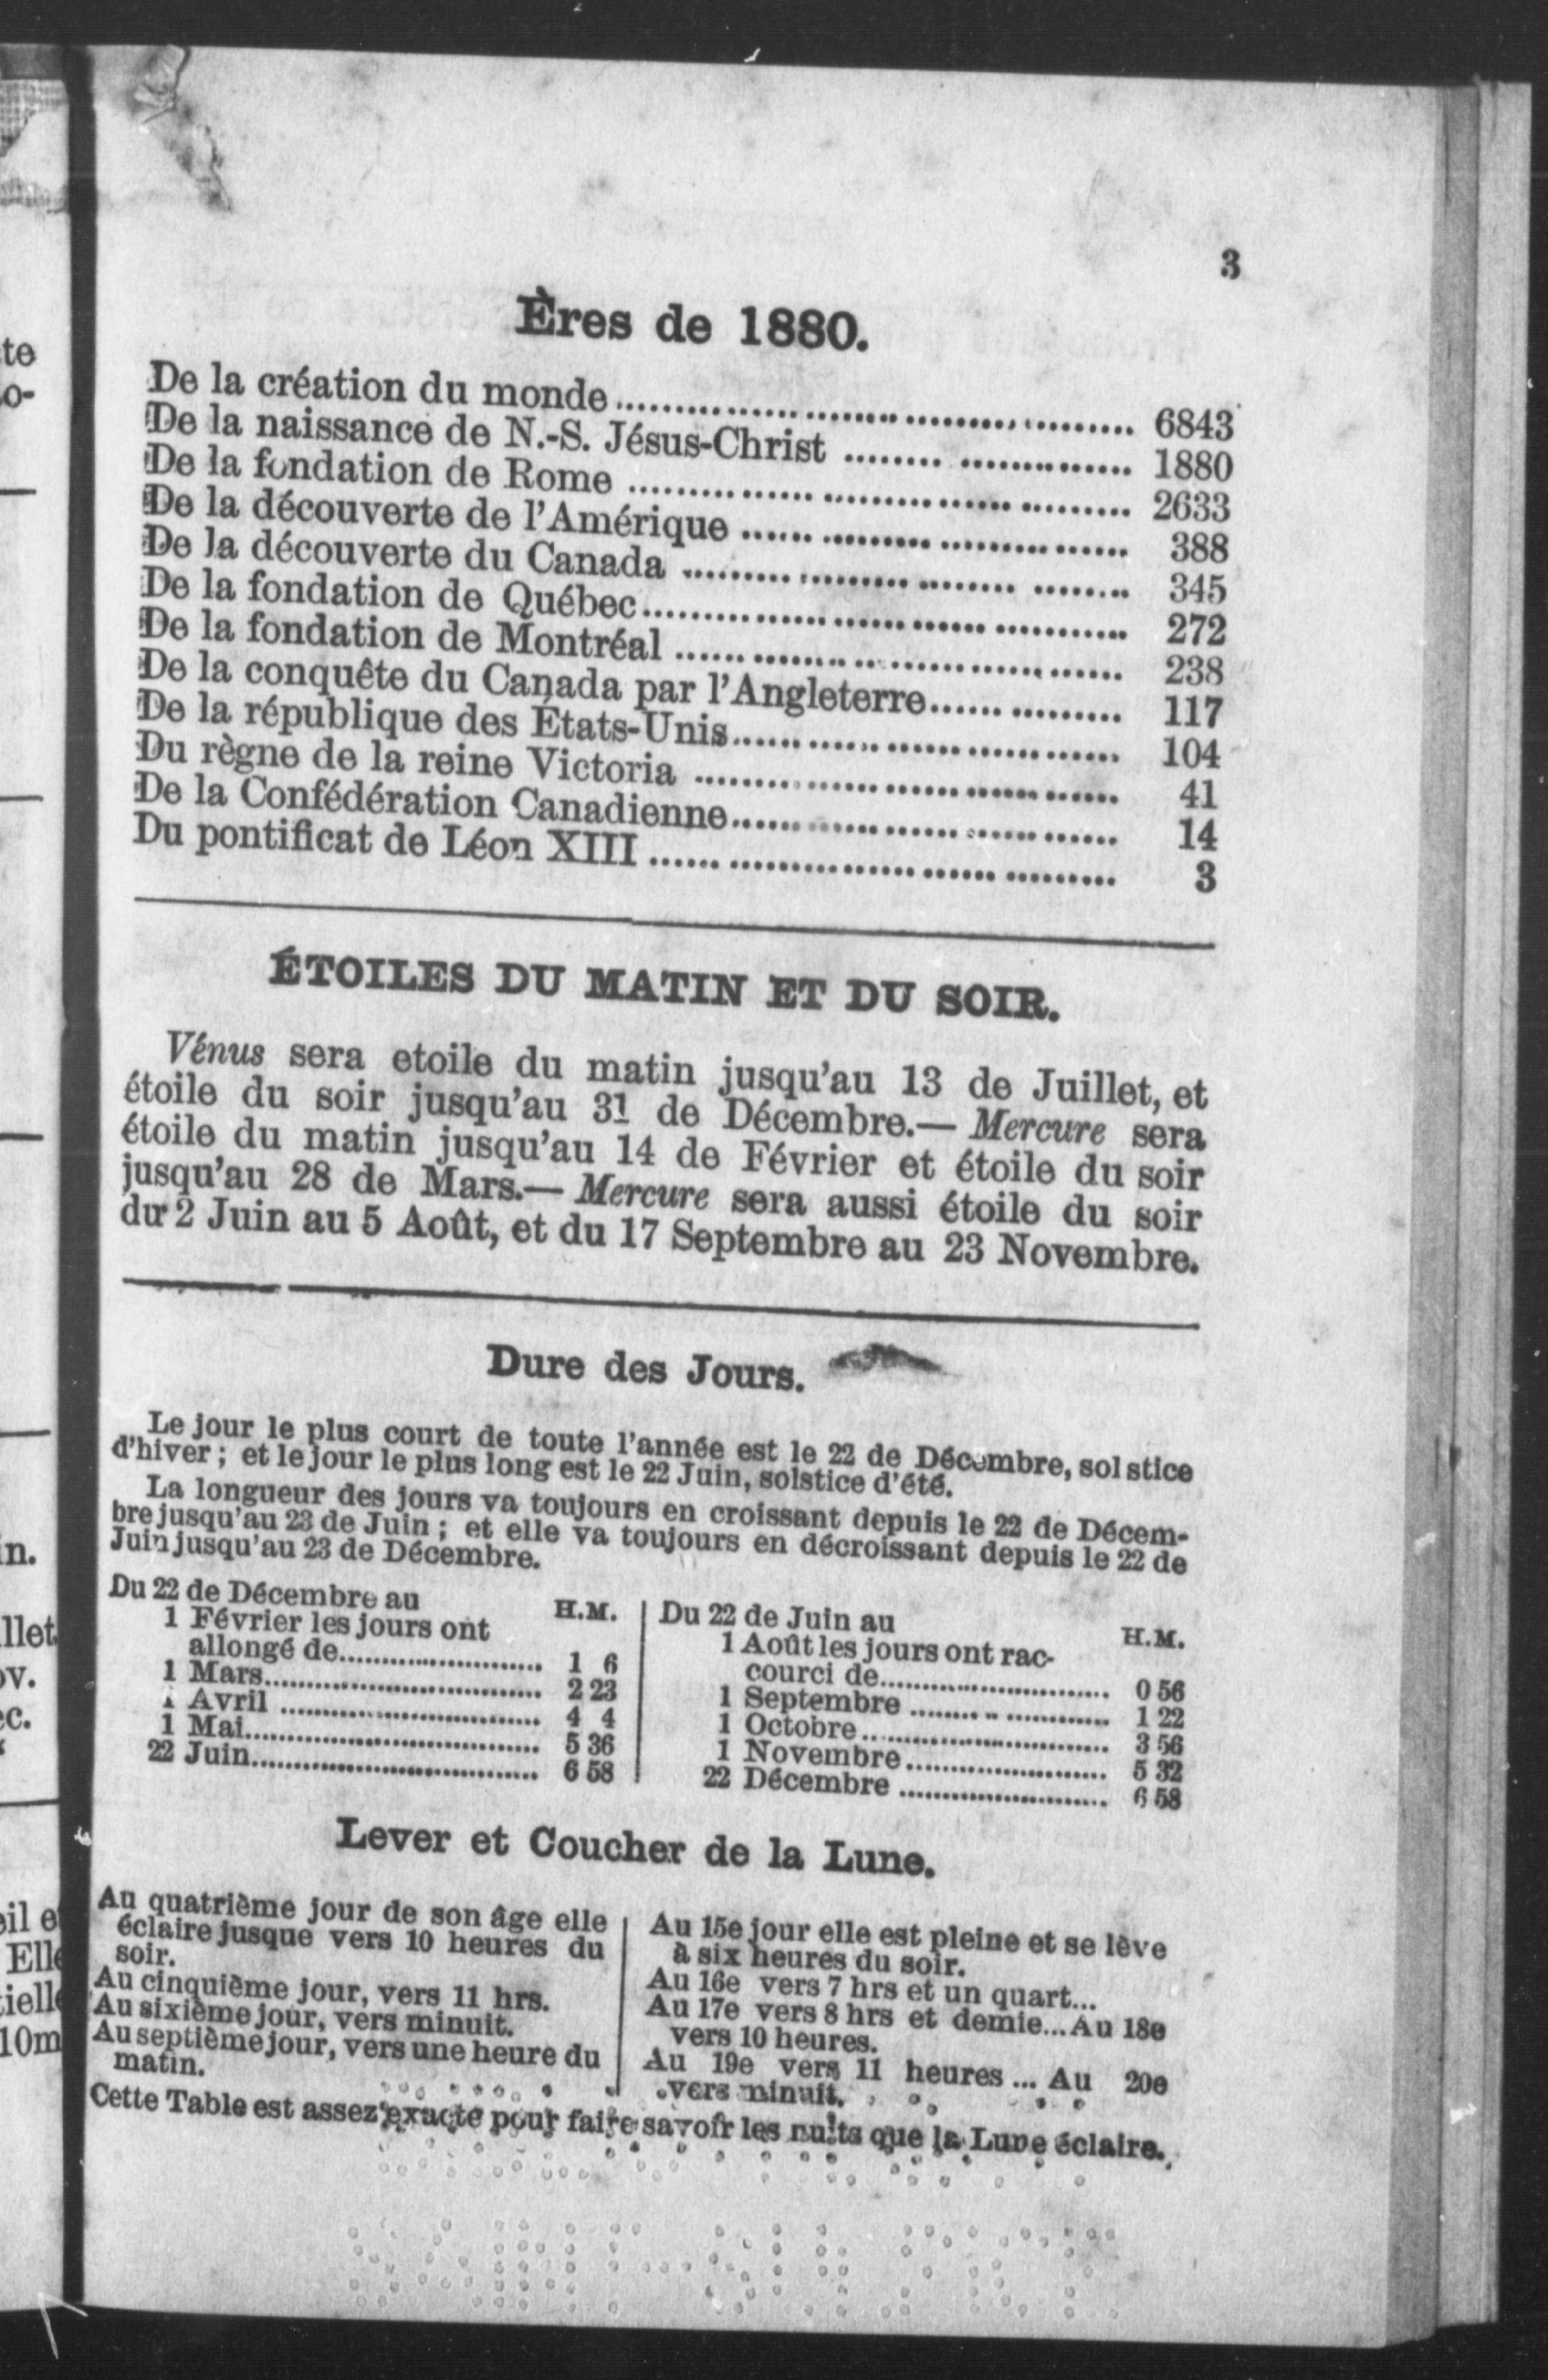 3
Ères de 1880.
De la création du monde........................................ 6843
De la naissance de N.-S. Jésus-Christ ...................... 1880
De la fondation de Rome ...................................... 2633
De la découverte de l'Amérique .............................. 388
De la découverte du Canada .................................. 345
De la fondation de Québec...................................... 272
De la fondation de Montréal .................................. 238
De la conquête du Canada par l'Angleterre............... 117
De la république des États-Unis.............................. 104
Du règne de la reine Victoria .................................. 41
De la Confédération Canadienne.............................. 14
Du pontificat de Léon XIII ...................................... 3
ÉTOILES DU MATIN ET DU SOIR.
Vénus sera etoile du matin jusqu'au 13 de Juillet, et
étoile du soir jusqu'au 31 de Décembre.— Mercure sera
étoile du matin jusqu'au 14 de Février et étoile du soir
jusqu'au 28 de Mars.— Mercure sera aussi étoile du soir
du 2 Juin au 5 Août, et du 17 Septembre au 23 Novembre.
Dure des Jours.
Le jour le plus court de toute l'année est le 22 de Décembre, solstice
d'hiver ; et le jour le plus long est le 22 Juin, solstice d'été.
La longueur des jours va toujours en croissant depuis le 22 de Décem-
bre jusqu'au 23 de Juin ; et elle va toujours en décroissant depuis le 22 de
Juin jusqu'au 23 de Décembre.
Du 22 de Décembre au H.M.
1 Février les jours ont
allongé de........................ 1 6
1 Mars................................. 2 23
1 Avril ................................ 4 4
1 Mai.................................... 5 36
22 Juin................................... 6 58
Du 22 de Juin au H.M.
1 Août les jours ont rac-
courci de........................... 0 56
1 Septembre ........................ 1 22
1 Octobre............................. 3 56
1 Novembre........................ 5 32
22 Décembre ......................... 6 58
Lever et Coucher de la Lune.
Au quatrième jour de son âge elle
éclaire jusque vers 10 heures du
soir.
Au cinquième jour, vers 11 hrs.
Au sixième jour, vers minuit.
Au septième jour, vers une heure du
matin.
Au 15e jour elle est pleine et se lève
à six heures du soir.
Au 16e vers 7 hrs et un quart...
Au 17e vers 8 hrs et demie...Au 18e
vers 10 heures.
Au 19e vers 11 heures ... Au 20e
vers minuit.
Cette Table est assez exacte pour faire savoir les nuits que la Lune éclaire.